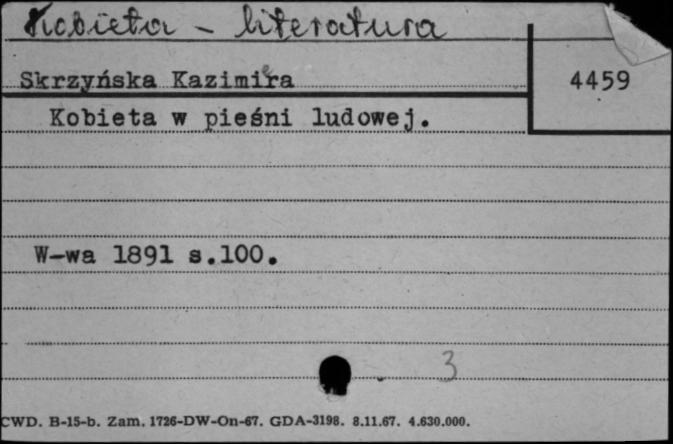 Kobieta - literatura
Skrzyńska Kazimiera
4459
Kobieta w pieśni ludowej.
W-wa 1891 s.100.
3
CWD. B-15-b. Zam. 1726-DW-On-67. GDA-3198. 8.11.67. 4.630.000.